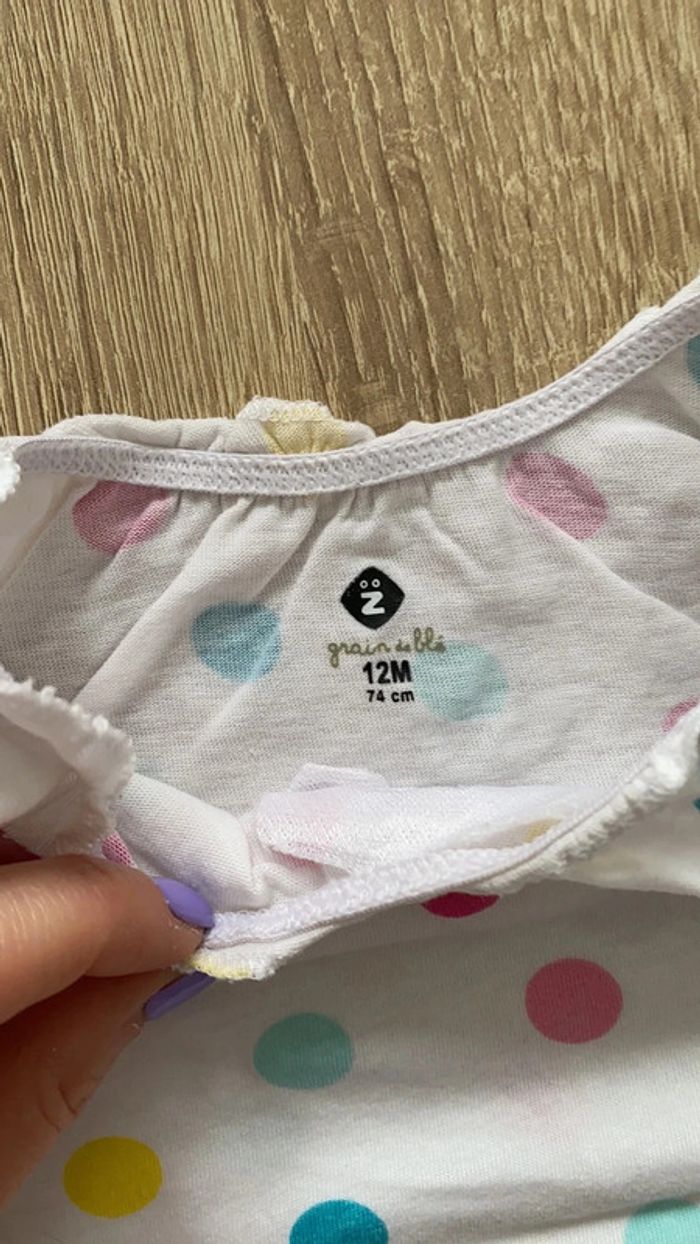 Z
grain de blé
12M
74 cm